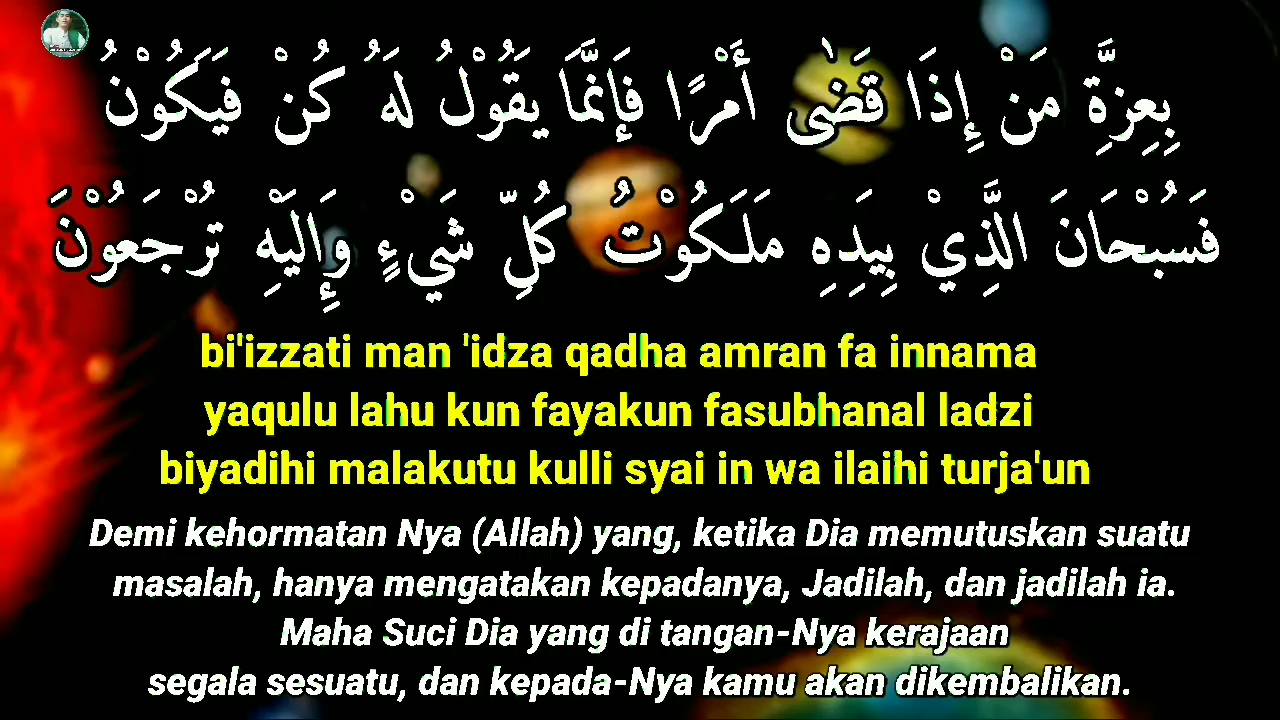 بِعِزَّةِ مَنْ إِذَا قَضٰى أَمْرًا فَإِنَّمَا يَقُوْلُ لَهُ كُنْ فَيَكُوْنُ
فَسُبْحَانَ الَّذِيْ بِيَدِهِ مَلَكُوْتُ كُلِّ شَيْءٍ وَإِلَيْهِ تُرْجَعُوْنَ
bi'izzati man 'idza qadha amran fa innama
yaqulu lahu kun fayakun fasubhanal ladzi
biyadihi malakutu kulli syai in wa ilaihi turja'un
Demi kehormatan Nya (Allah) yang, ketika Dia memutuskan suatu
masalah, hanya mengatakan kepadanya, Jadilah, dan jadilah ia.
Maha Suci Dia yang di tangan-Nya kerajaan
segala sesuatu, dan kepada-Nya kamu akan dikembalikan.